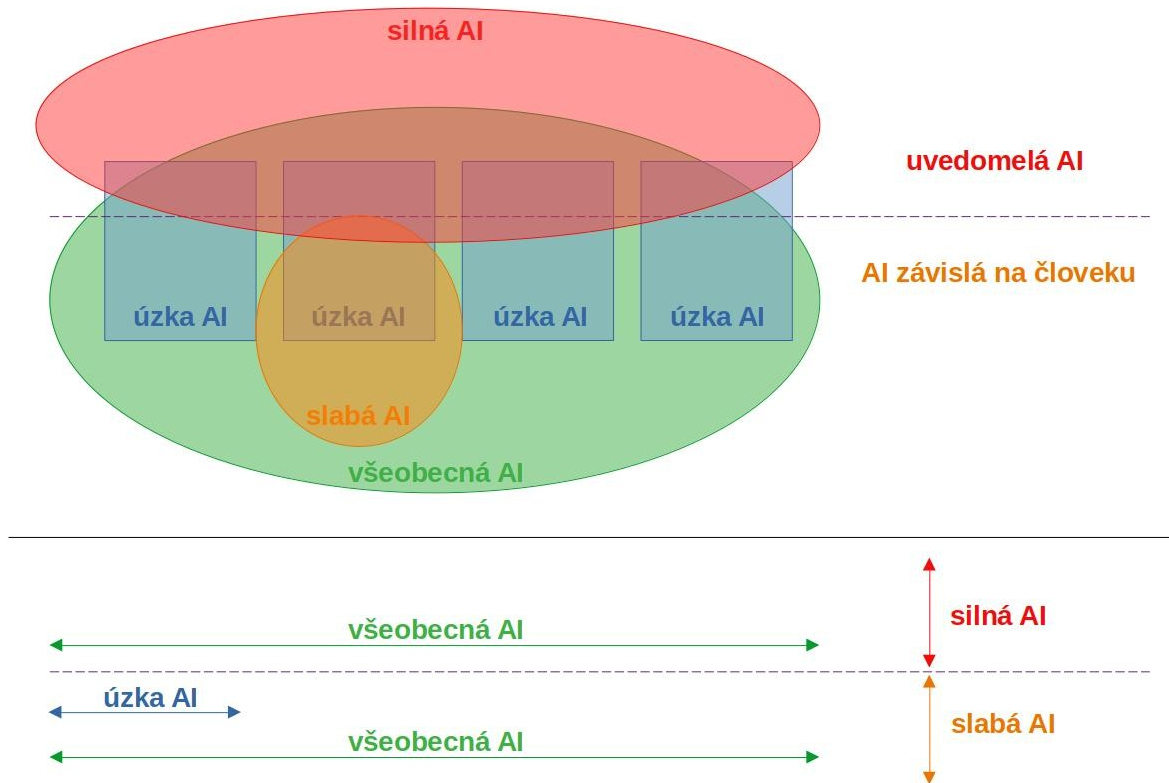 silná AI
uvedomelá AI
AI závislá na človeku
úzka AI
úzka AI
úzka AI
úzka AI
slabá AI
všeobecná AI
silná AI
všeobecná AI
úzka AI
slabá AI
všeobecná AI